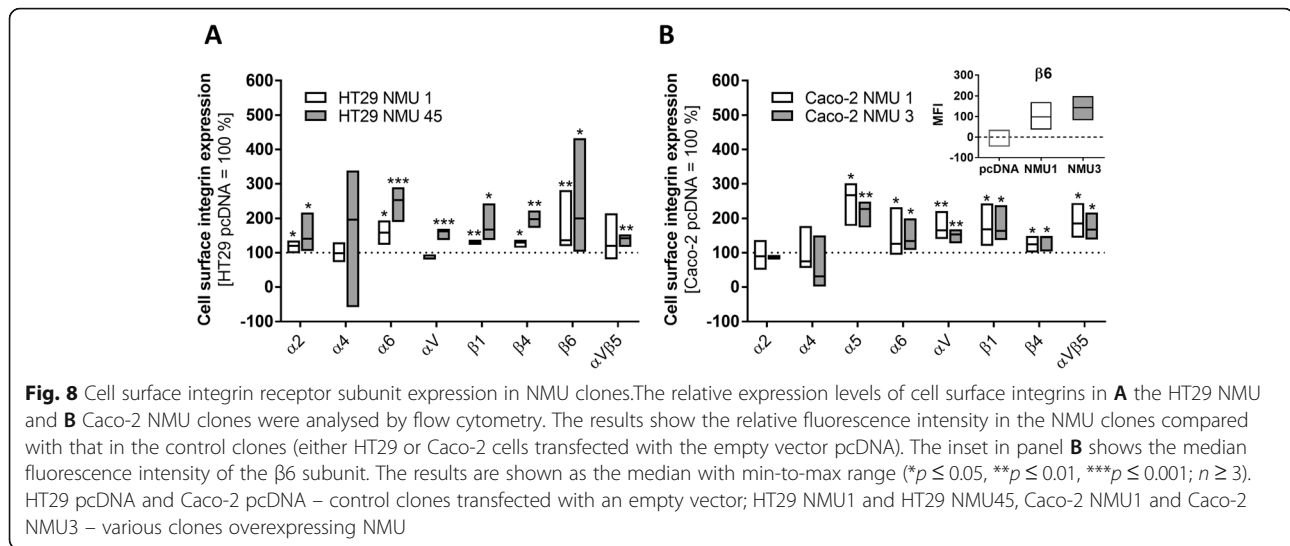 A
Cell surface integrin expression
[HT29 pcDNA = 100 %]
600
500
400
300
200
100
0
-100
HT29 NMU 1
HT29 NMU 45
*
*
*
***
***
**
*
*
**
**
*
**
α2
α4
α6
αV
β1
β4
β6
αVβ5
B
Cell surface integrin expression
[Caco-2 pcDNA = 100 %]
600
500
400
300
200
100
0
-100
Caco-2 NMU 1
Caco-2 NMU 3
*
**
*
*
**
**
*
*
*
*
*
*
α2
α4
α5
α6
αV
β1
β4
αVβ5
β6
MFI
300
200
100
0
-100
pcDNA
NMU1
NMU3
Fig. 8 Cell surface integrin receptor subunit expression in NMU clones.The relative expression levels of cell surface integrins in A the HT29 NMU
and B Caco-2 NMU clones were analysed by flow cytometry. The results show the relative fluorescence intensity in the NMU clones compared
with that in the control clones (either HT29 or Caco-2 cells transfected with the empty vector pcDNA). The inset in panel B shows the median
fluorescence intensity of the β6 subunit. The results are shown as the median with min-to-max range (*p ≤ 0.05, **p ≤ 0.01, ***p ≤ 0.001; n ≥ 3).
HT29 pcDNA and Caco-2 pcDNA – control clones transfected with an empty vector; HT29 NMU1 and HT29 NMU45, Caco-2 NMU1 and Caco-2
NMU3 – various clones overexpressing NMU